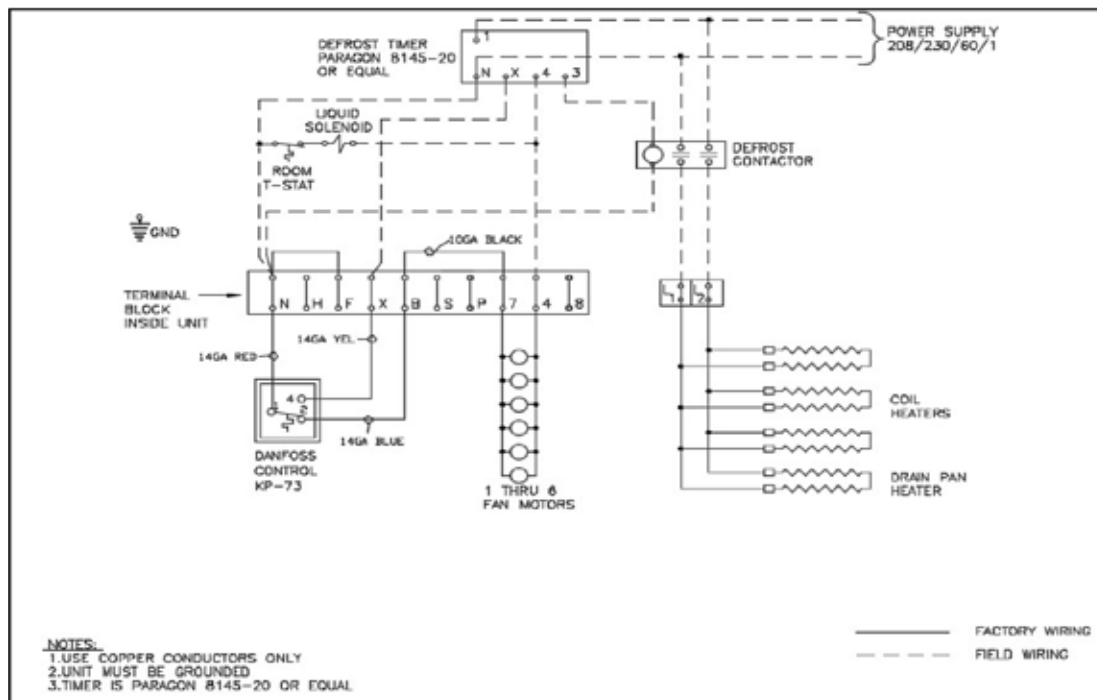 DEFROST TIMER
PARAGON 8145-20
OR EQUAL
1
N X 4 3
POWER SUPPLY
208/230/60/1
LIQUID
SOLENOID
ROOM
T-STAT
DEFROST
CONTACTOR
GND
10GA BLACK
TERMINAL
BLOCK
INSIDE UNIT
N H F X B S P 7 4 8
14GA YEL
14GA RED
4
1
2
14GA BLUE
DANFOSS
CONTROL
KP-73
1 THRU 6
FAN MOTORS
COIL
HEATERS
DRAIN PAN
HEATER
NOTES:
1.USE COPPER CONDUCTORS ONLY
2.UNIT MUST BE GROUNDED
3.TIMER IS PARAGON 8145-20 OR EQUAL
FACTORY WIRING
FIELD WIRING